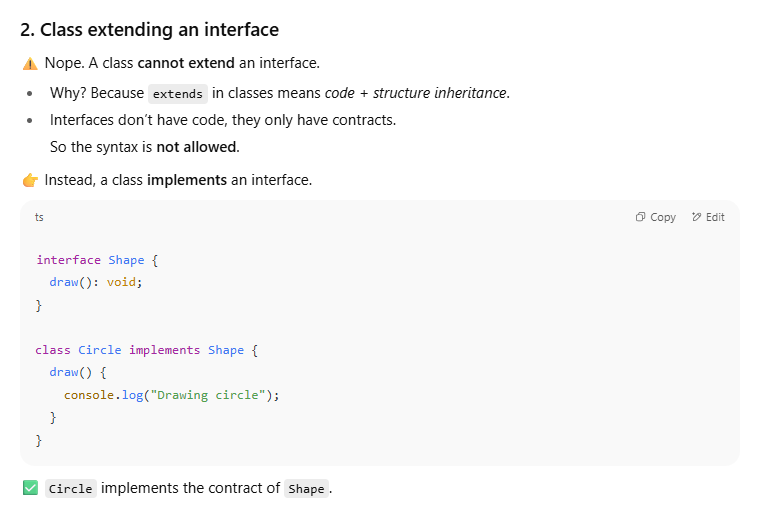 2. Class extending an interface
⚠️ Nope. A class cannot extend an interface.
• Why? Because extends in classes means code + structure inheritance.
• Interfaces don’t have code, they only have contracts.
So the syntax is not allowed.
👉 Instead, a class implements an interface.
ts Copy Edit
interface Shape {
  draw(): void;
}
class Circle implements Shape {
  draw() {
    console.log("Drawing circle");
  }
}
✅ Circle implements the contract of Shape.